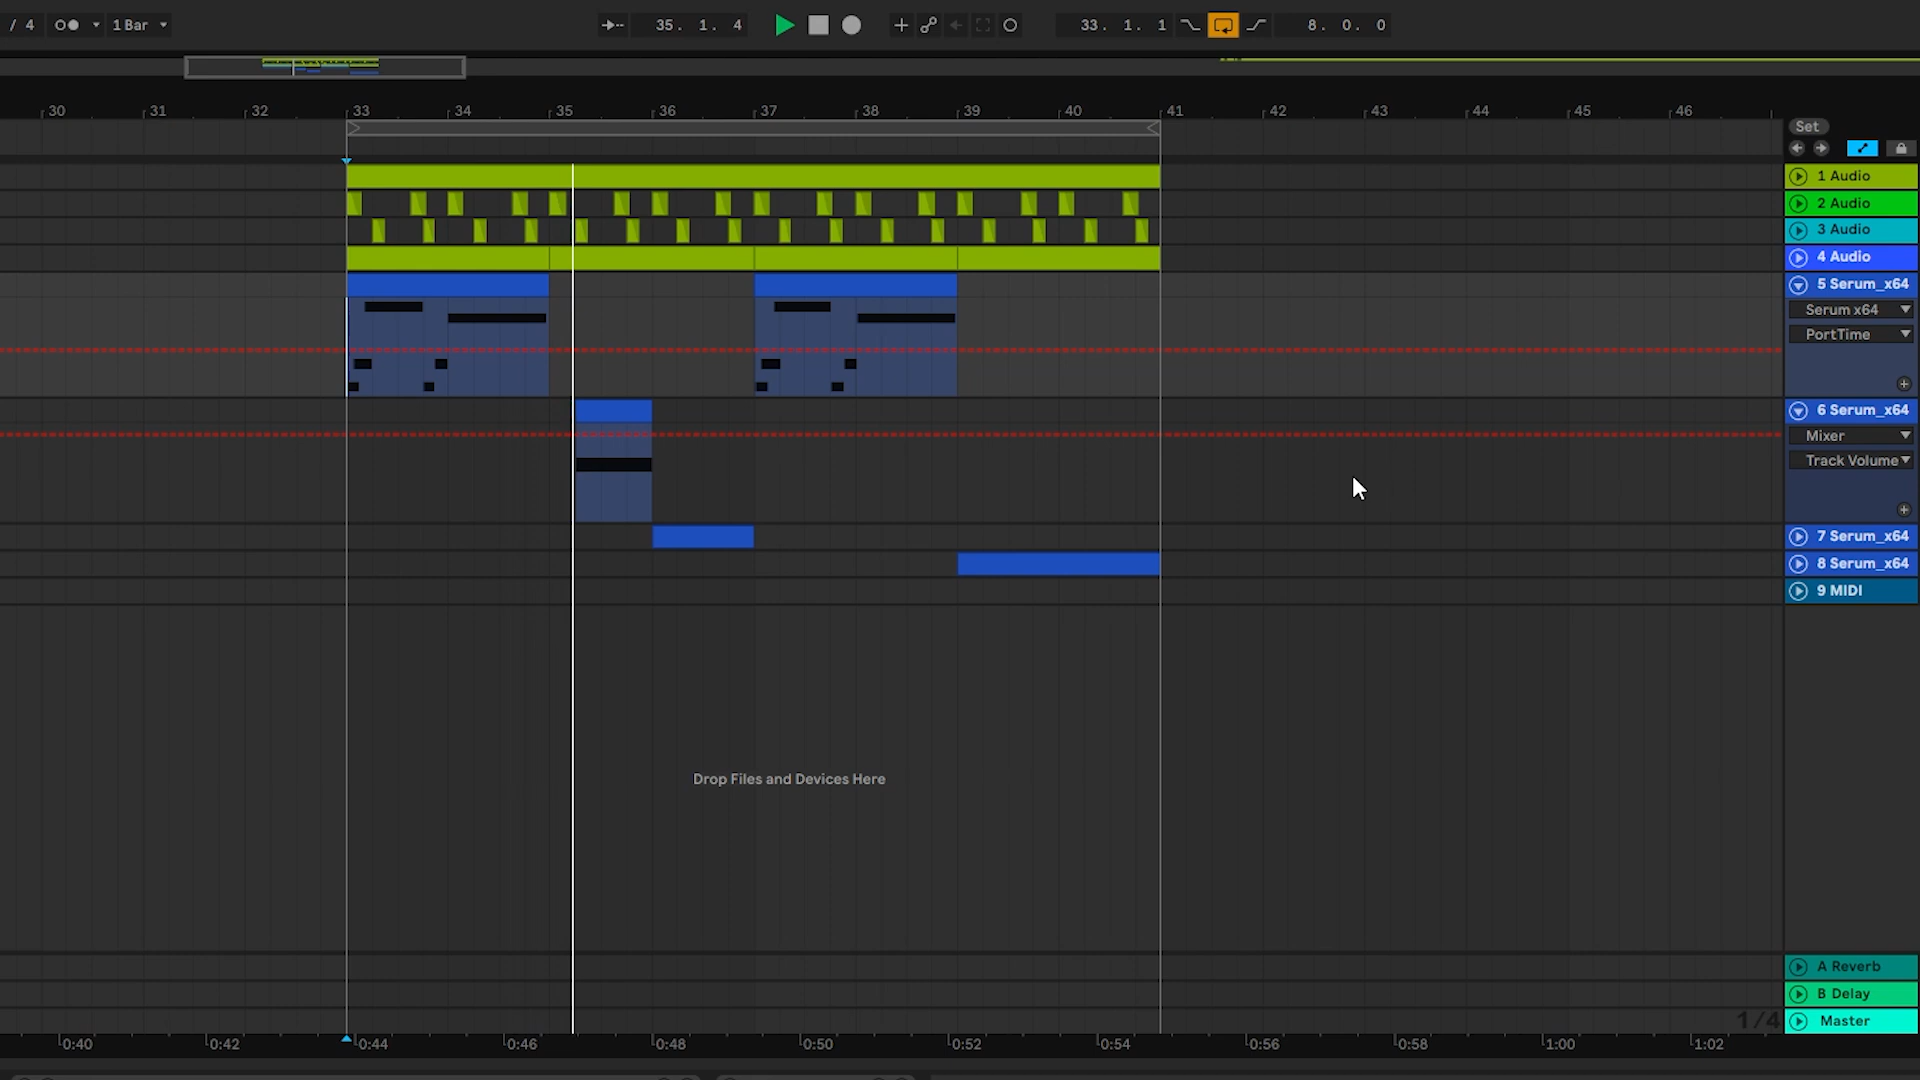 / 4 1 Bar 35. 1. 4 33. 1. 1 8. 0. 0
30 31 32 33 34 35 36 37 38 39 40 41 42 43 44 45 46
Set
1 Audio
2 Audio
3 Audio
4 Audio
5 Serum_x64
Serum x64
PortTime
6 Serum_x64
Mixer
Track Volume
7 Serum_x64
8 Serum_x64
9 MIDI
Drop Files and Devices Here
A Reverb
B Delay
1/4 Master
0:40 0:42 0:44 0:46 0:48 0:50 0:52 0:54 0:56 0:58 1:00 1:02